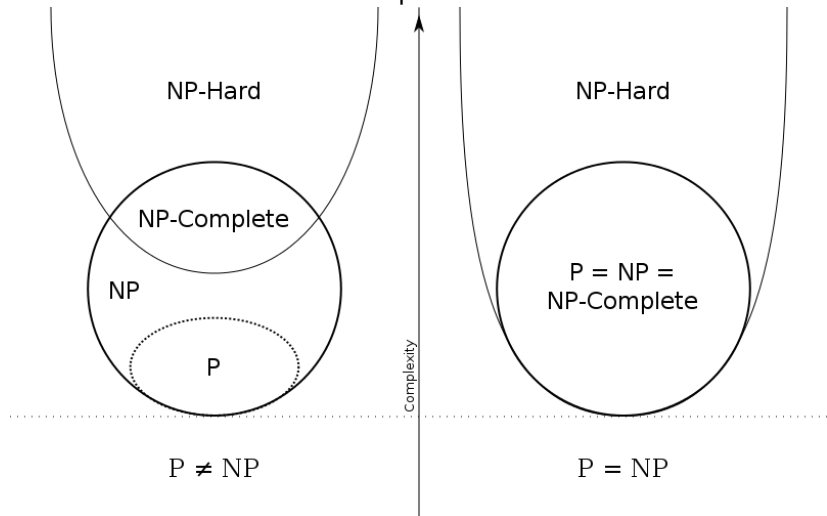 NP-Hard
NP-Complete
NP
P
P ≠ NP
Complexity
NP-Hard
P = NP =
NP-Complete
P = NP